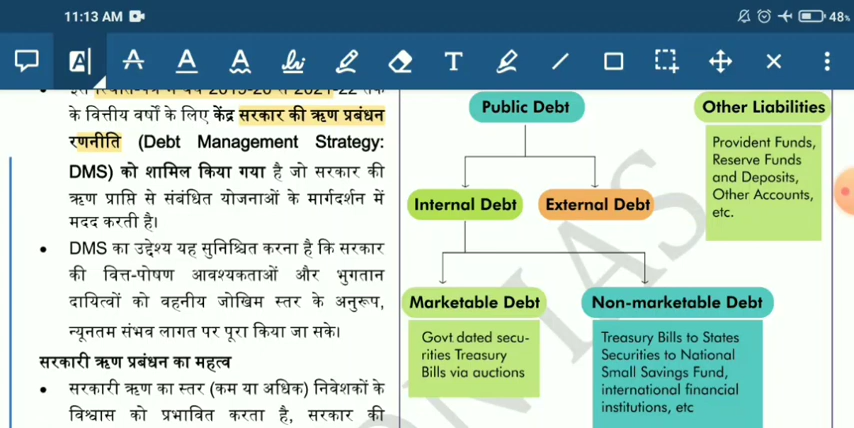 11:13 AM
48%
A
A
A
A
T
के वित्तीय वर्षों के लिए केंद्र सरकार की ऋण प्रबंधन
रणनीति (Debt Management Strategy:
DMS) को शामिल किया गया है जो सरकार की
ऋण प्राप्ति से संबंधित योजनाओं के मार्गदर्शन में
मदद करती है।
• DMS का उद्देश्य यह सुनिश्चित करना है कि सरकार
की वित्त-पोषण आवश्यकताओं और भुगतान
दायित्वों को वहनीय जोखिम स्तर के अनुरूप,
न्यूनतम संभव लागत पर पूरा किया जा सके।
सरकारी ऋण प्रबंधन का महत्व
• सरकारी ऋण का स्तर (कम या अधिक) निवेशकों के
विश्वास को प्रभावित करता है, सरकार की
Public Debt
Other Liabilities
Provident Funds,
Reserve Funds
and Deposits,
Other Accounts,
etc.
Internal Debt
External Debt
Marketable Debt
Non-marketable Debt
Govt dated secu-
rities Treasury
Bills via auctions
Treasury Bills to States
Securities to National
Small Savings Fund,
international financial
institutions, etc